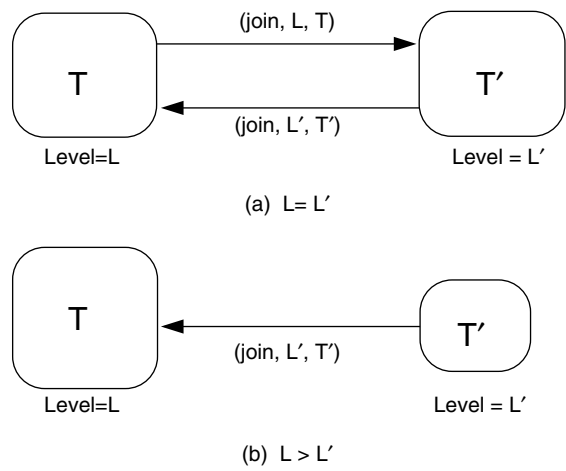 (join, L, T)
T
T′
(join, L′, T′)
Level=L
Level = L′
(a) L= L′
T
T′
(join, L′, T′)
Level=L
Level = L′
(b) L > L′